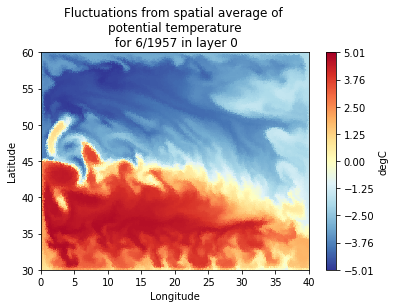 Fluctuations from spatial average of
potential temperature
for 6/1957 in layer 0
60
55
50
45
40
35
30
Latitude
0 5 10 15 20 25 30 35 40
Longitude
5.01
3.76
2.50
1.25
0.00
−1.25
−2.50
−3.76
−5.01
degC